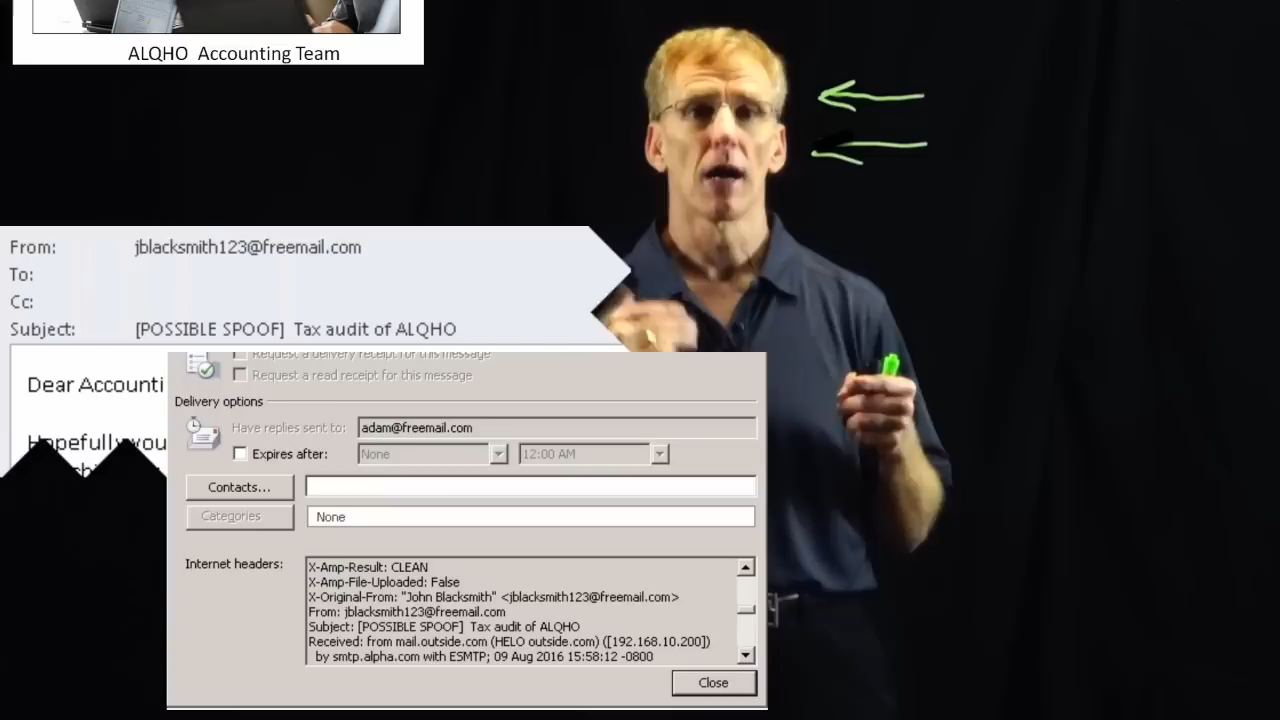 ALQHO Accounting Team
From: jblacksmith123@freemail.com
To:
Cc:
Subject: [POSSIBLE SPOOF] Tax audit of ALQHO
Dear Accounti
Hopefully you
Request a delivery receipt for this message
Request a read receipt for this message
Delivery options
Have replies sent to: adam@freemail.com
Expires after: None 12:00 AM
Contacts...
Categories None
Internet headers:
X-Amp-Result: CLEAN
X-Amp-File-Uploaded: False
X-Original-From: "John Blacksmith" <jblacksmith123@freemail.com>
From: jblacksmith123@freemail.com
Subject: [POSSIBLE SPOOF] Tax audit of ALQHO
Received: from mail.outside.com (HELO outside.com) ([192.168.10.200])
by smtp.alpha.com with ESMTP; 09 Aug 2016 15:58:12 -0800
Close